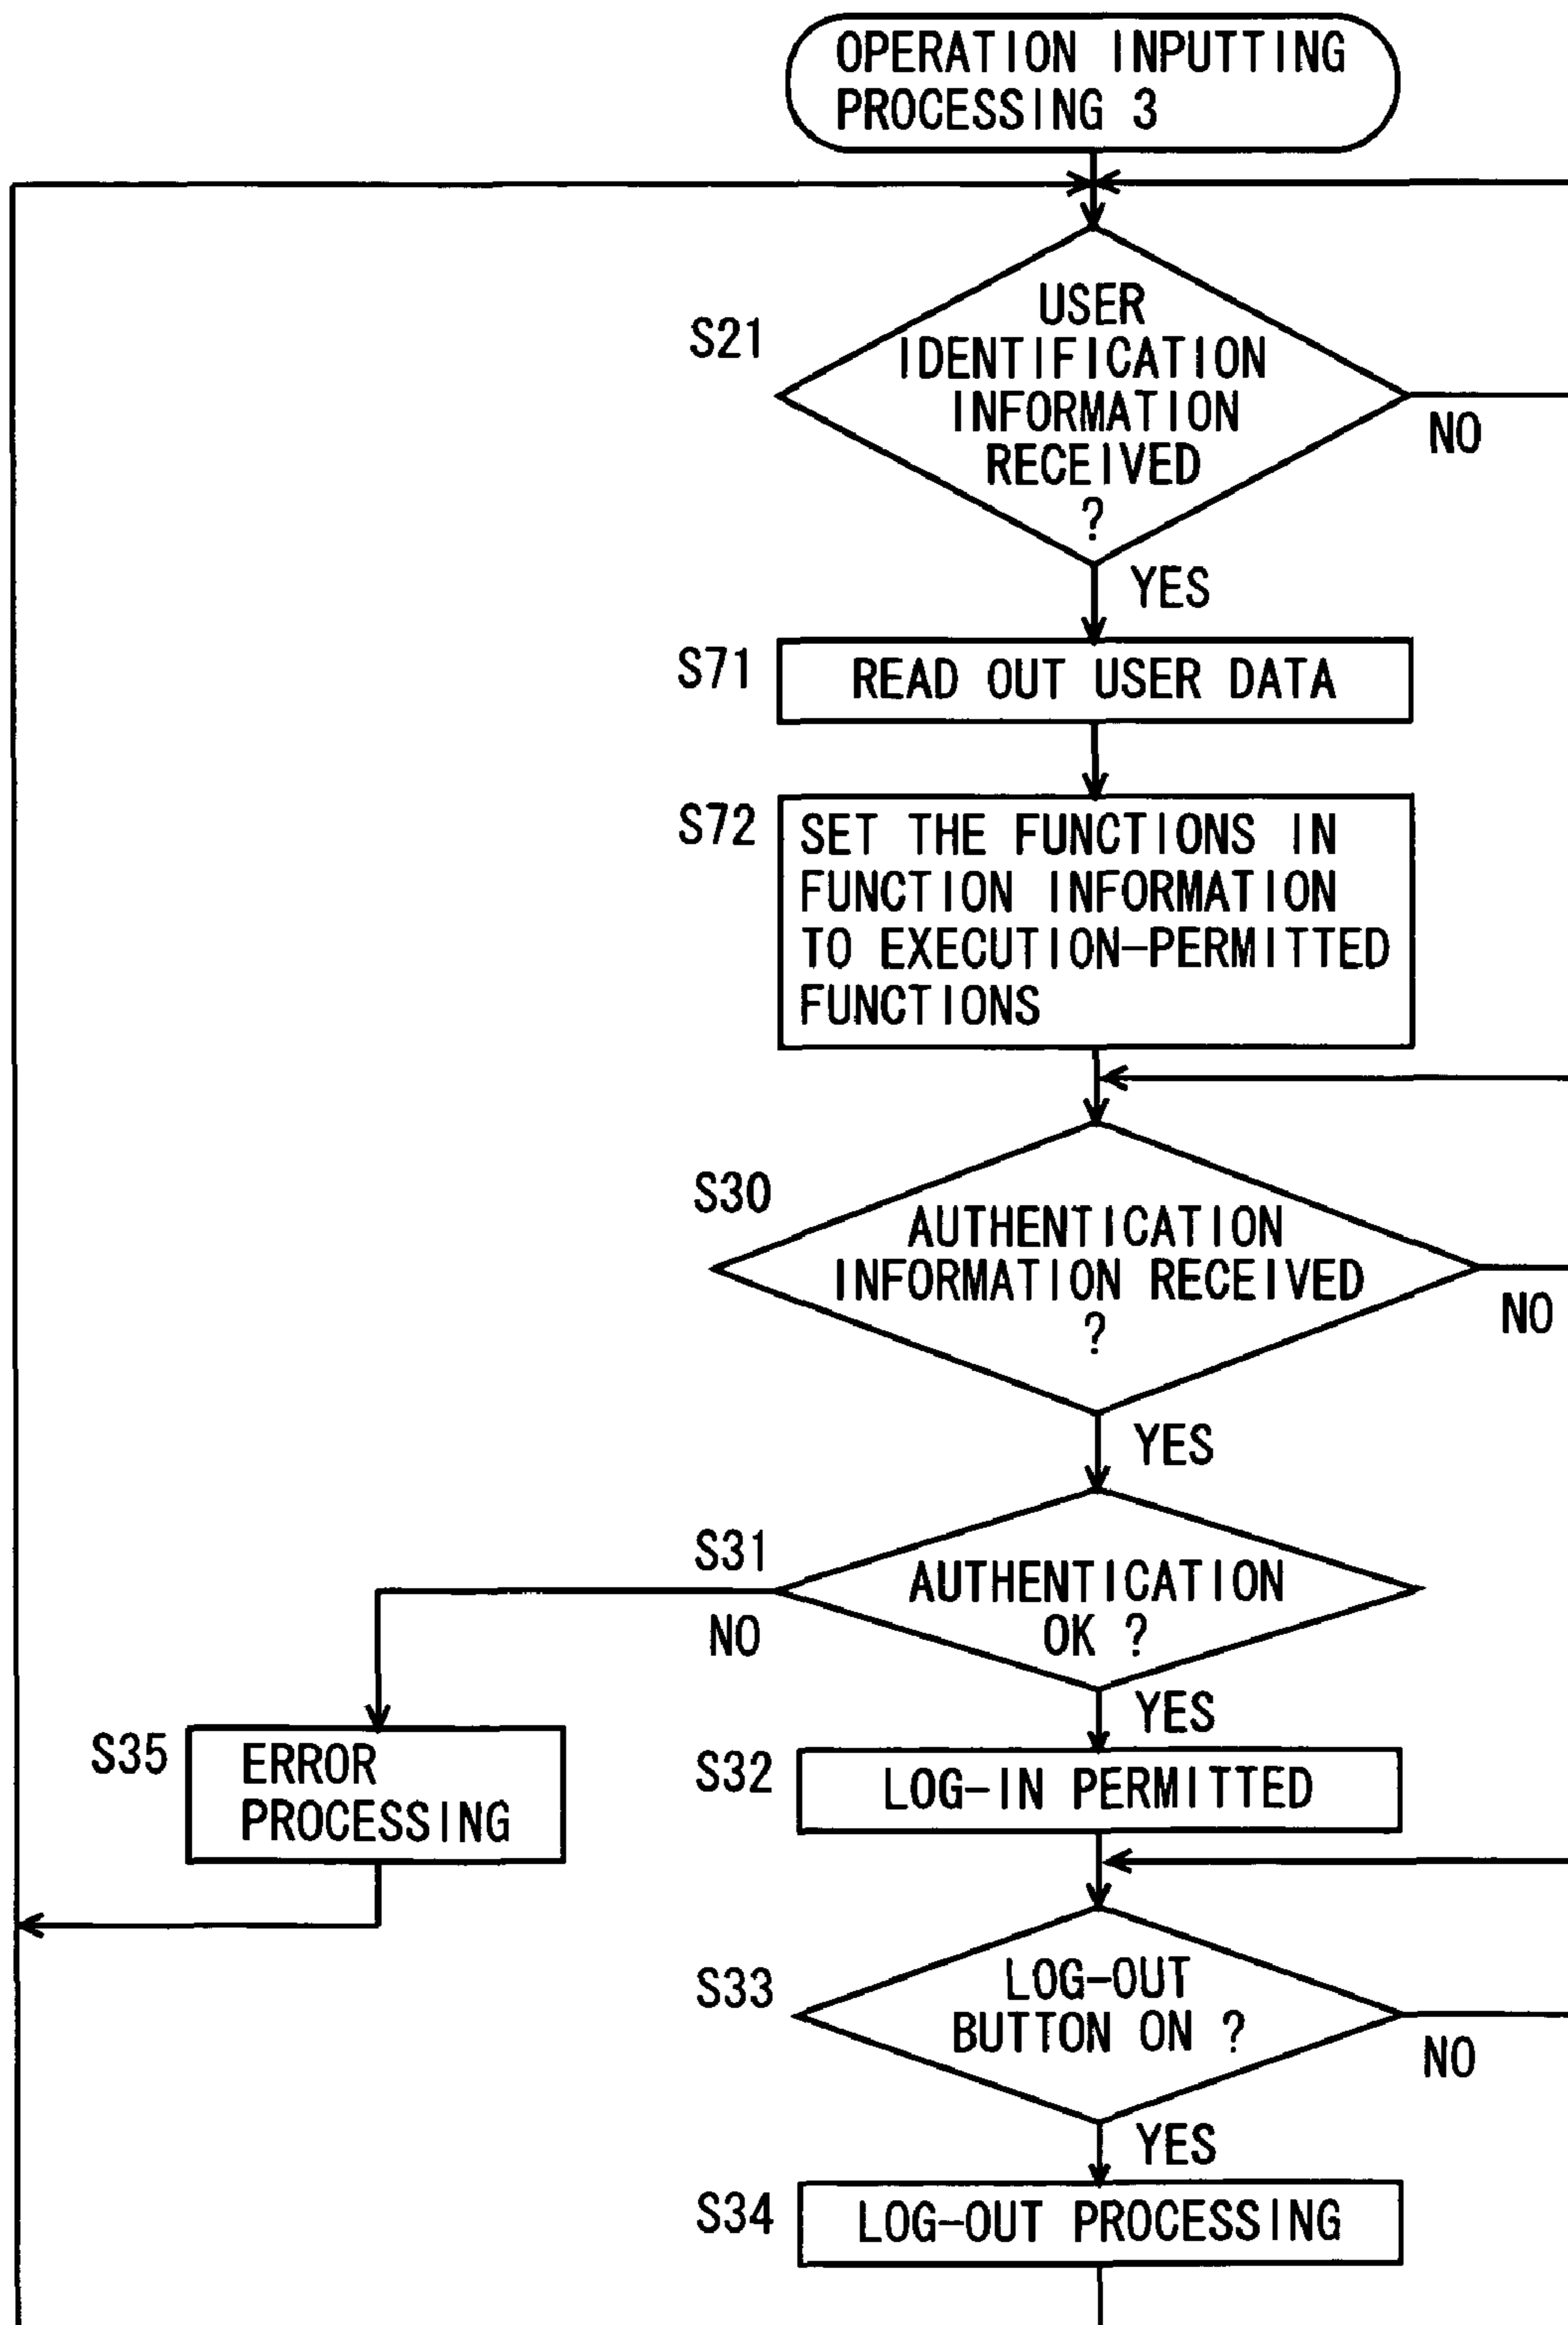 OPERATION INPUTTING
PROCESSING 3
S21
USER
IDENTIFICATION
INFORMATION
RECEIVED
?
NO
YES
S71
READ OUT USER DATA
S72
SET THE FUNCTIONS IN
FUNCTION INFORMATION
TO EXECUTION-PERMITTED
FUNCTIONS
S30
AUTHENTICATION
INFORMATION RECEIVED
?
NO
YES
S31
AUTHENTICATION
OK ?
NO
YES
S35
ERROR
PROCESSING
S32
LOG-IN PERMITTED
S33
LOG-OUT
BUTTON ON ?
NO
YES
S34
LOG-OUT PROCESSING